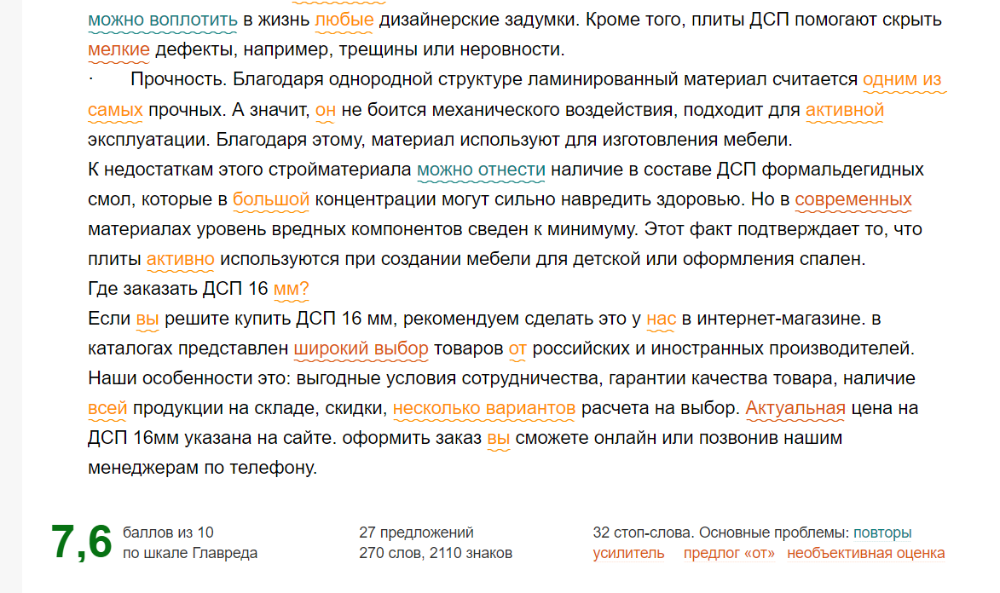 можно воплотить в жизнь любые дизайнерские задумки. Кроме того, плиты ДСП помогают скрыть
мелкие дефекты, например, трещины или неровности.
· Прочность. Благодаря однородной структуре ламинированный материал считается одним из
самых прочных. А значит, он не боится механического воздействия, подходит для активной
эксплуатации. Благодаря этому, материал используют для изготовления мебели.
К недостаткам этого стройматериала можно отнести наличие в составе ДСП формальдегидных
смол, которые в большой концентрации могут сильно навредить здоровью. Но в современных
материалах уровень вредных компонентов сведен к минимуму. Этот факт подтверждает то, что
плиты активно используются при создании мебели для детской или оформления спален.
Где заказать ДСП 16 мм?
Если вы решите купить ДСП 16 мм, рекомендуем сделать это у нас в интернет-магазине. в
каталогах представлен широкий выбор товаров от российских и иностранных производителей.
Наши особенности это: выгодные условия сотрудничества, гарантии качества товара, наличие
всей продукции на складе, скидки, несколько вариантов расчета на выбор. Актуальная цена на
ДСП 16мм указана на сайте. оформить заказ вы сможете онлайн или позвонив нашим
менеджерам по телефону.
7,6 баллов из 10 27 предложений 32 стоп-слова. Основные проблемы: повторы
по шкале Главреда 270 слов, 2110 знаков усилитель предлог «от» необъективная оценка